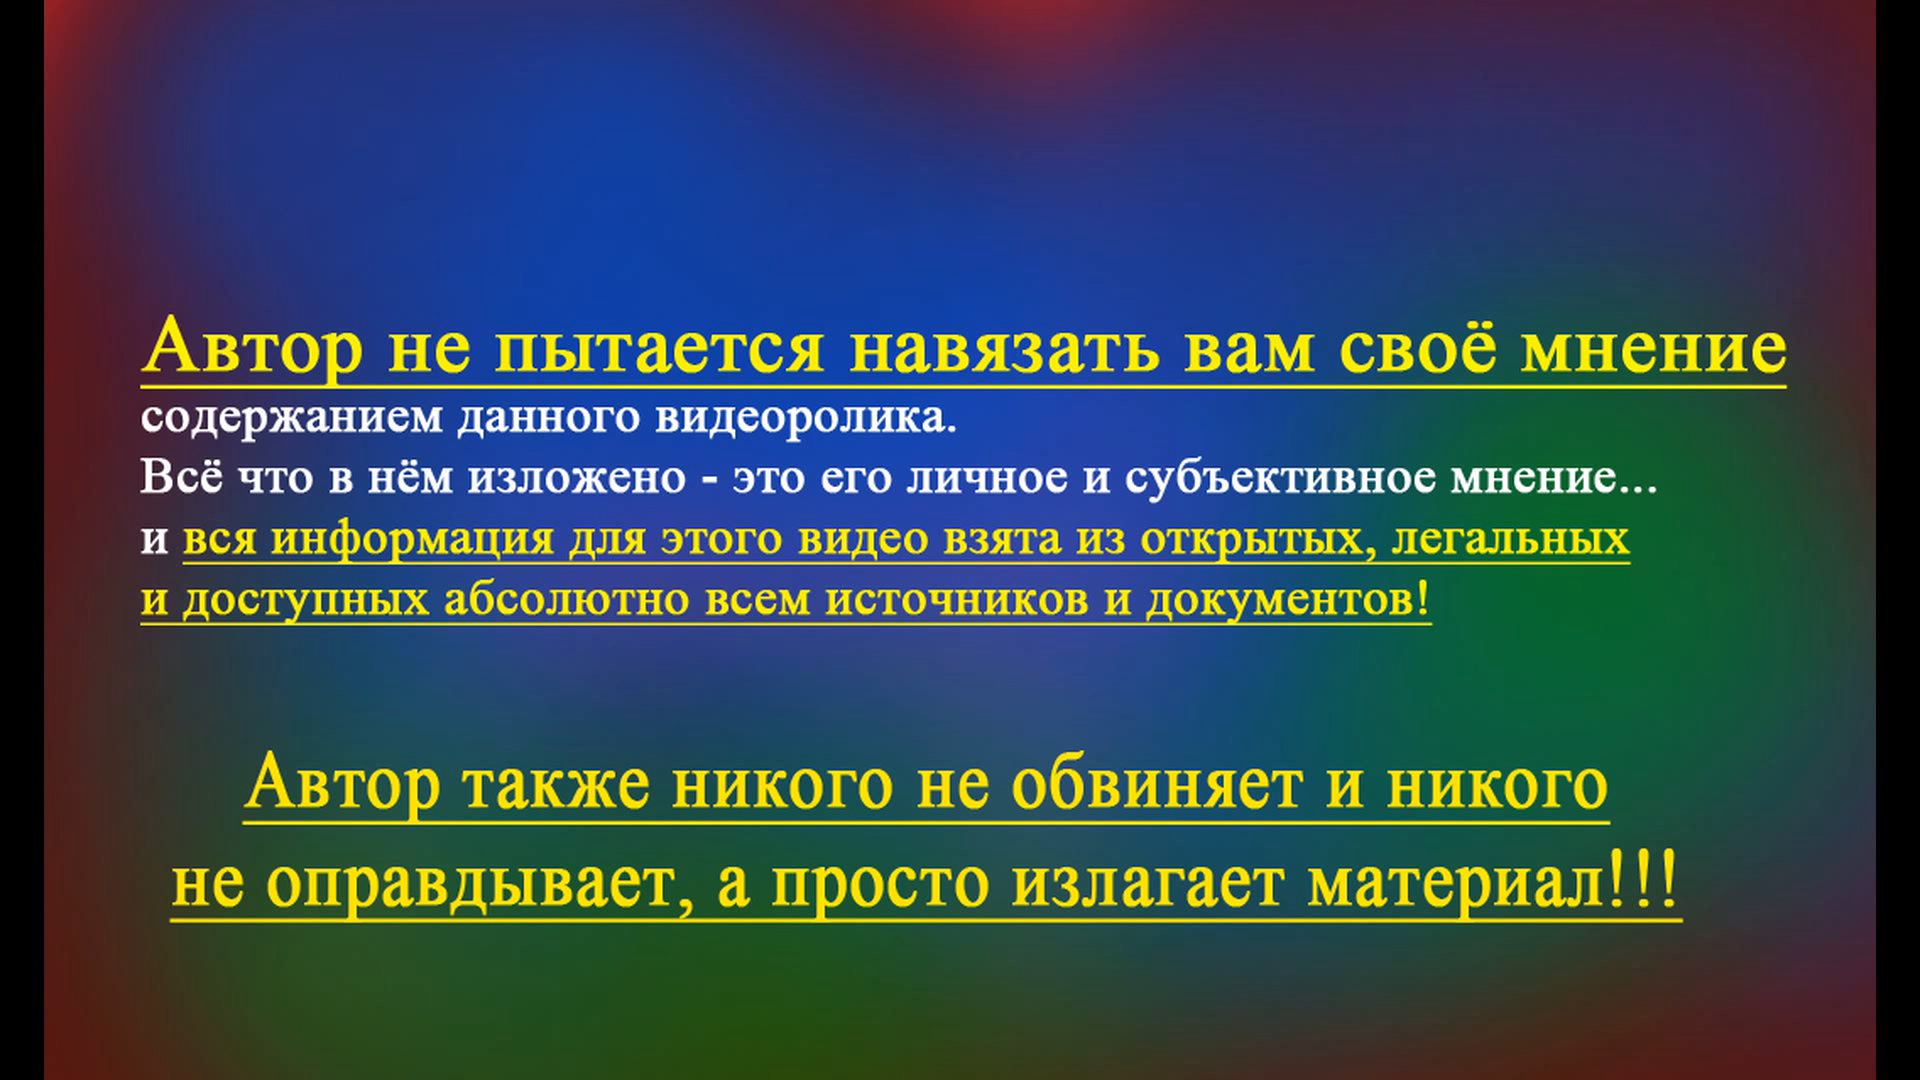 Автор не пытается навязать вам своё мнение
содержанием данного видеоролика.
Всё что в нём изложено - это его личное и субъективное мнение...
и вся информация для этого видео взята из открытых, легальных
и доступных абсолютно всем источников и документов!
Автор также никого не обвиняет и никого
не оправдывает, а просто излагает материал!!!